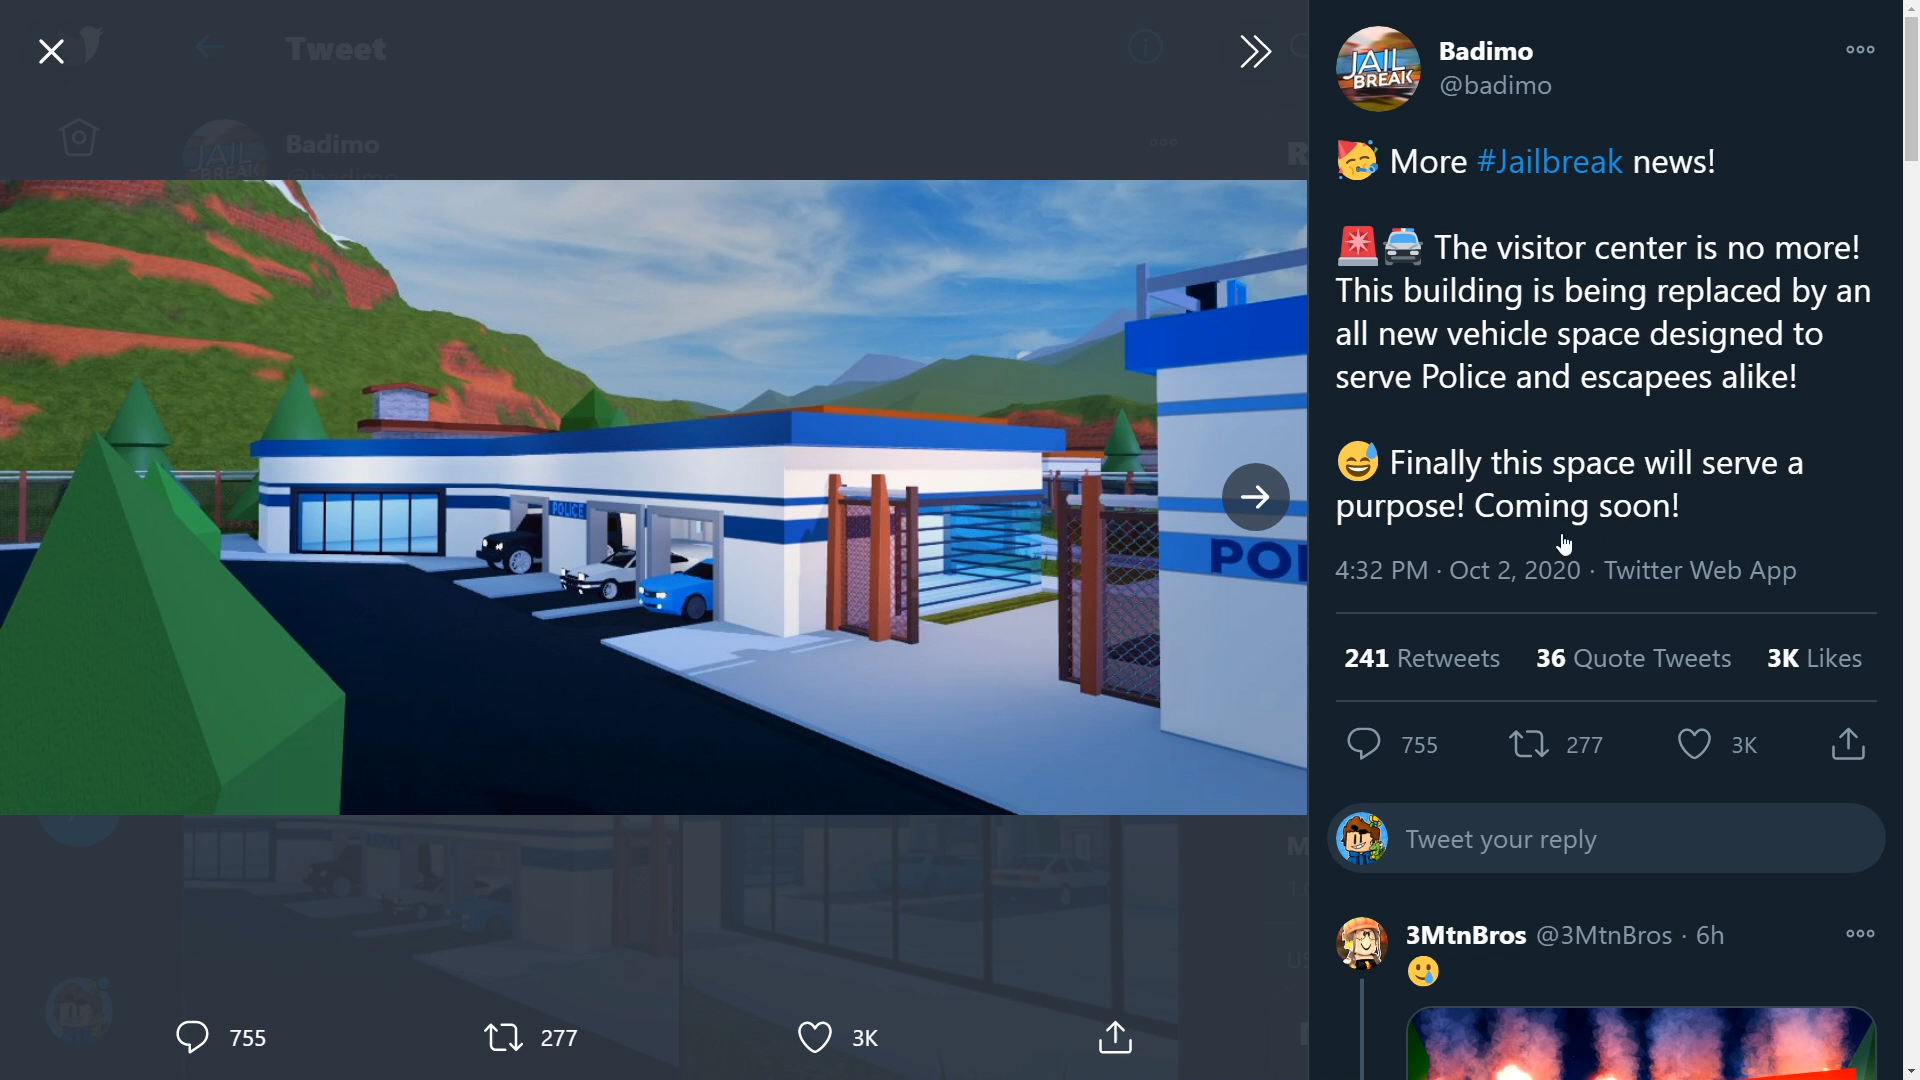 Tweet
Badimo
Badimo
@badimo
JAIL
BREAK
🥳 More #Jailbreak news!
🚨🚔 The visitor center is no more!
This building is being replaced by an
all new vehicle space designed to
serve Police and escapees alike!
😅 Finally this space will serve a
purpose! Coming soon!
4:32 PM · Oct 2, 2020 · Twitter Web App
241 Retweets 36 Quote Tweets 3K Likes
755 277 3K
Tweet your reply
3MtnBros @3MtnBros · 6h
🥲
POLICE
755 277 3K